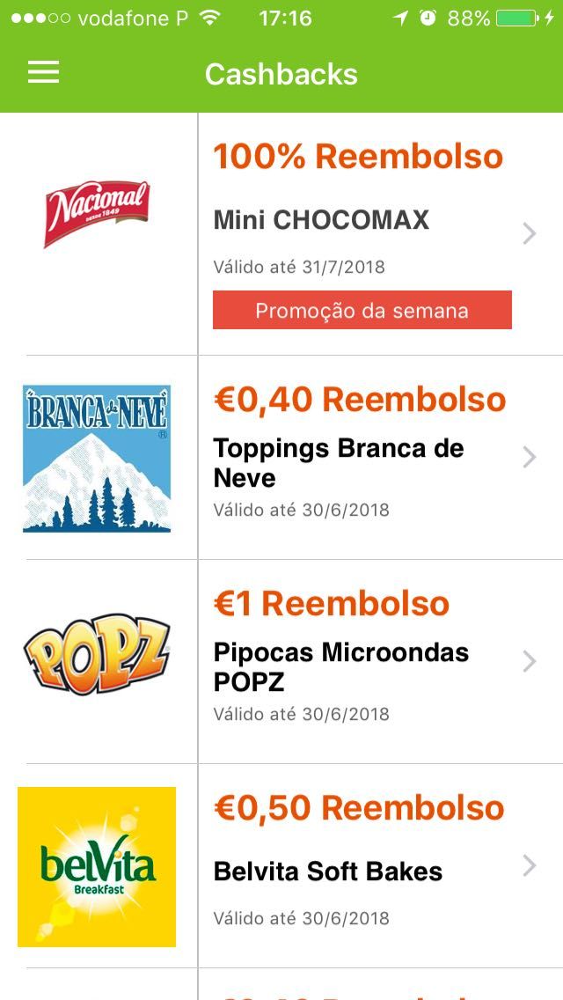 vodafone P 17:16 88%
Cashbacks
100% Reembolso
Nacional
DESDE 1849
Mini CHOCOMAX
Válido até 31/7/2018
Promoção da semana
"BRANCA de NEVE"
®
€0,40 Reembolso
Toppings Branca de
Neve
Válido até 30/6/2018
POPZ
€1 Reembolso
Pipocas Microondas
POPZ
Válido até 30/6/2018
belVita
Breakfast
€0,50 Reembolso
Belvita Soft Bakes
Válido até 30/6/2018